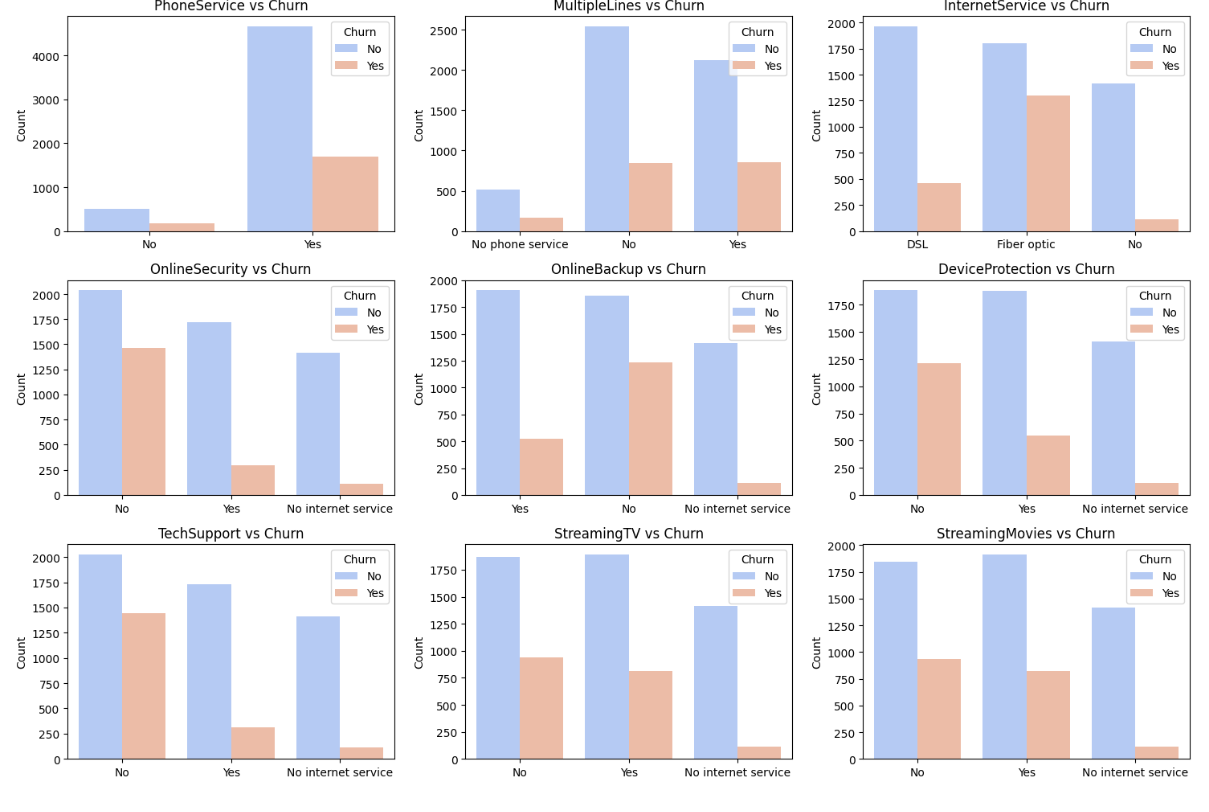 PhoneService vs Churn
Count
4000
3000
2000
1000
0
No
Yes
Churn
No
Yes
MultipleLines vs Churn
Count
2500
2000
1500
1000
500
0
No phone service
No
Yes
Churn
No
Yes
InternetService vs Churn
Count
2000
1750
1500
1250
1000
750
500
250
0
DSL
Fiber optic
No
Churn
No
Yes
OnlineSecurity vs Churn
Count
2000
1750
1500
1250
1000
750
500
250
0
No
Yes
No internet service
Churn
No
Yes
OnlineBackup vs Churn
Count
2000
1750
1500
1250
1000
750
500
250
0
Yes
No
No internet service
Churn
No
Yes
DeviceProtection vs Churn
Count
1750
1500
1250
1000
750
500
250
0
No
Yes
No internet service
Churn
No
Yes
TechSupport vs Churn
Count
2000
1750
1500
1250
1000
750
500
250
0
No
Yes
No internet service
Churn
No
Yes
StreamingTV vs Churn
Count
1750
1500
1250
1000
750
500
250
0
No
Yes
No internet service
Churn
No
Yes
StreamingMovies vs Churn
Count
2000
1750
1500
1250
1000
750
500
250
0
No
Yes
No internet service
Churn
No
Yes